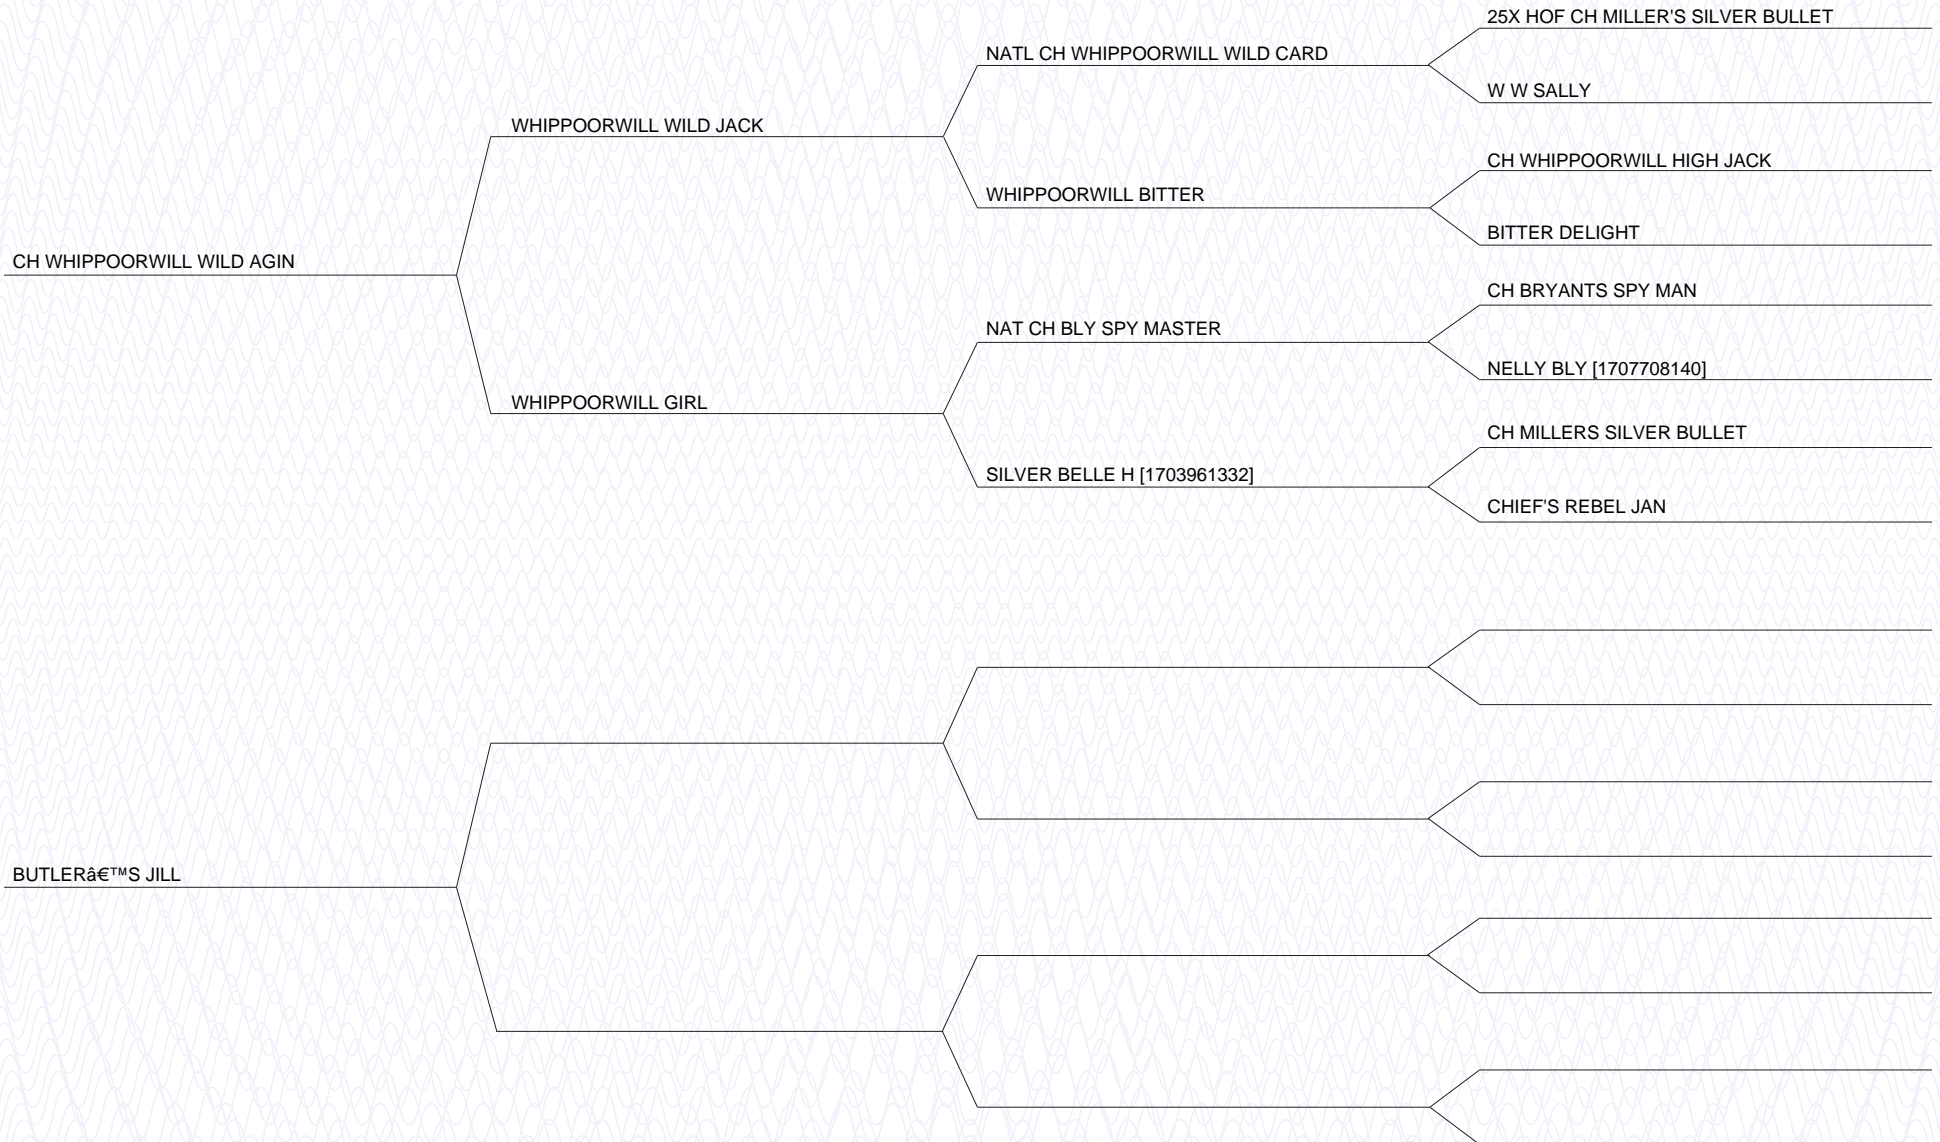 25X HOF CH MILLER'S SILVER BULLET
NATL CH WHIPPOORWILL WILD CARD
W W SALLY
WHIPPOORWILL WILD JACK
CH WHIPPOORWILL HIGH JACK
WHIPPOORWILL BITTER
BITTER DELIGHT
CH WHIPPOORWILL WILD AGIN
CH BRYANTS SPY MAN
NAT CH BLY SPY MASTER
NELLY BLY [1707708140]
WHIPPOORWILL GIRL
CH MILLERS SILVER BULLET
SILVER BELLE H [1703961332]
CHIEF'S REBEL JAN
BUTLERâ€™S JILL